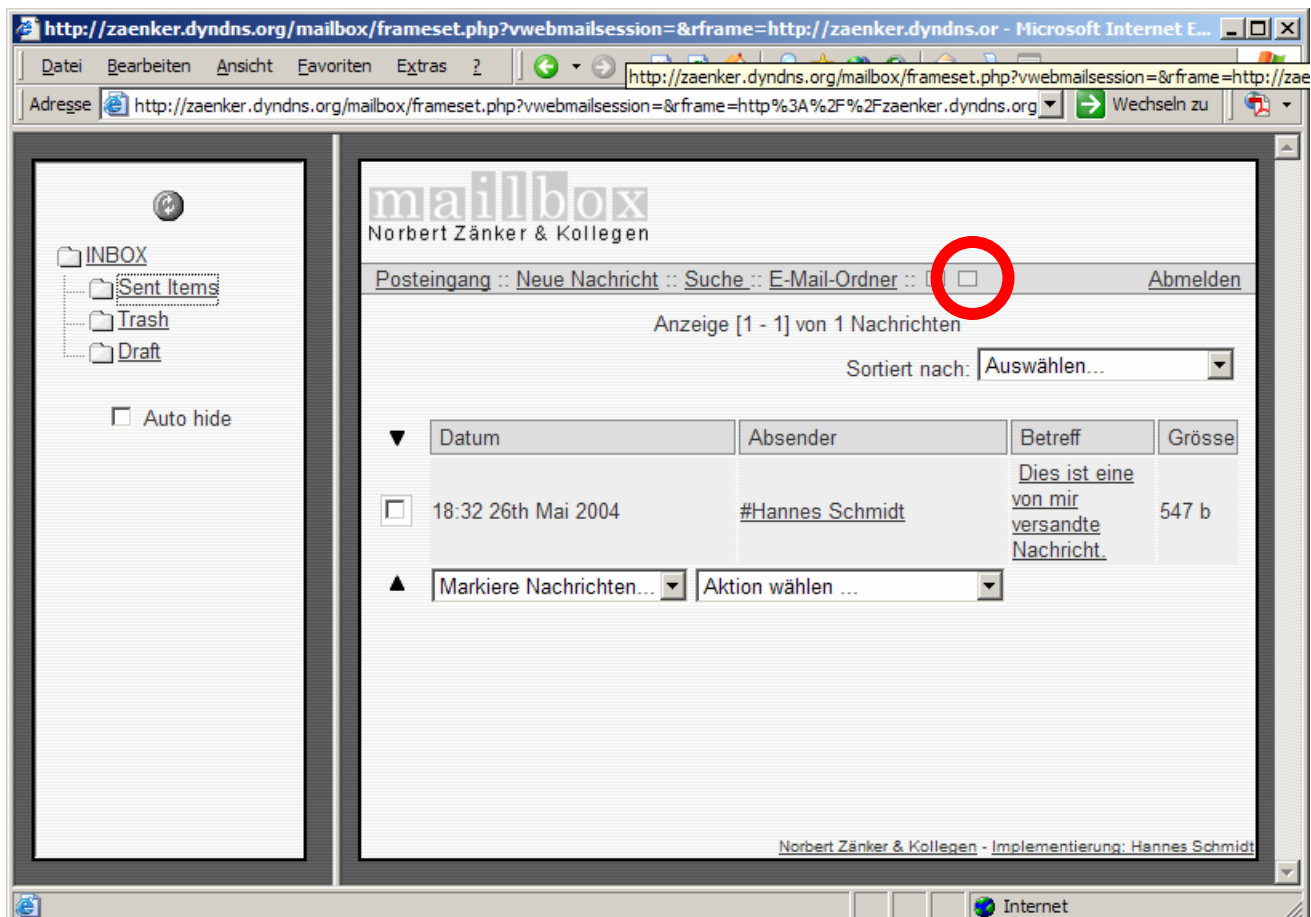 http://zaenker.dyndns.org/mailbox/frameset.php?vwebmailsession=&rframe=http://zaenker.dyndns.or - Microsoft Internet E...
Datei Bearbeiten Ansicht Favoriten Extras ?
http://zaenker.dyndns.org/mailbox/frameset.php?vwebmailsession=&rframe=http://zae
Adresse http://zaenker.dyndns.org/mailbox/frameset.php?vwebmailsession=&rframe=http%3A%2F%2Fzaenker.dyndns.org Wechseln zu
INBOX
Sent Items
Trash
Draft
Auto hide
mailbox
Norbert Zänker & Kollegen
Posteingang :: Neue Nachricht :: Suche :: E-Mail-Ordner :: Abmelden
Anzeige [1 - 1] von 1 Nachrichten
Sortiert nach: Auswählen...
Datum Absender Betreff Grösse
18:32 26th Mai 2004 #Hannes Schmidt Dies ist eine
von mir
versandte
Nachricht. 547 b
Markiere Nachrichten... Aktion wählen ...
Norbert Zänker & Kollegen - Implementierung: Hannes Schmidt
Internet